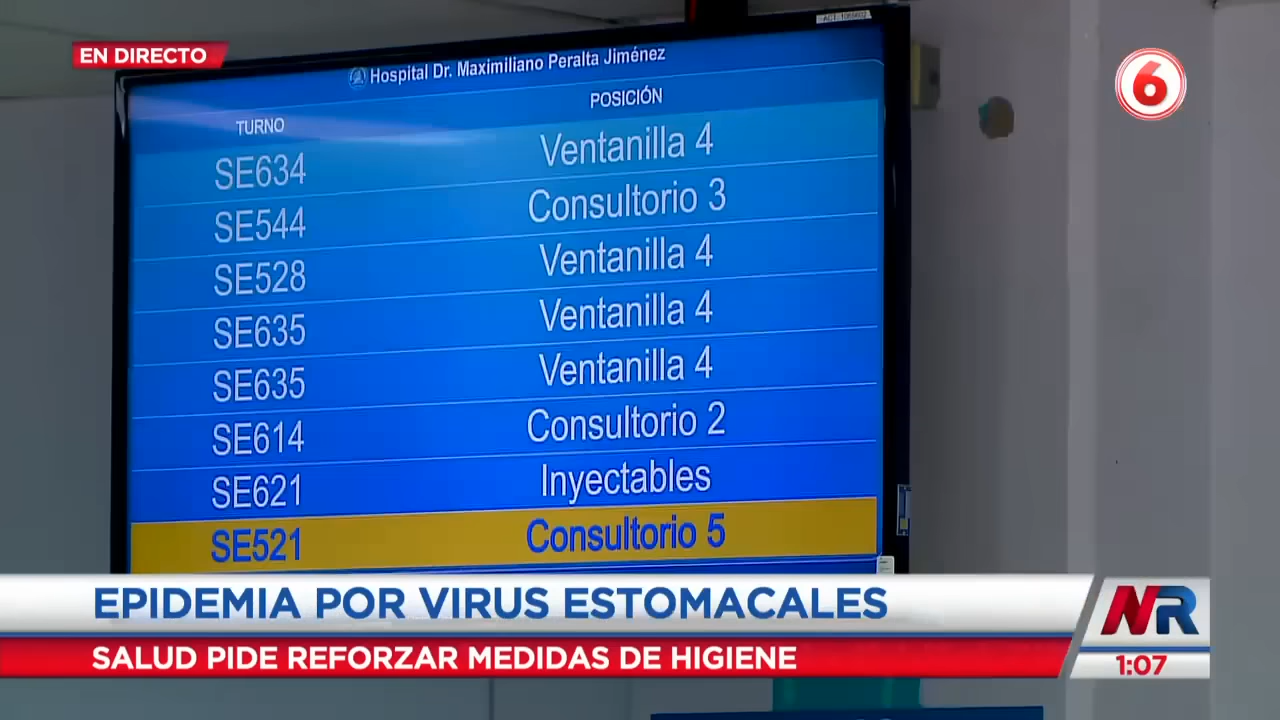 EN DIRECTO
ACT. 1088602
Hospital Dr. Maximiliano Peralta Jiménez
6
TURNO POSICIÓN
SE634 Ventanilla 4
SE544 Consultorio 3
SE528 Ventanilla 4
SE635 Ventanilla 4
SE635 Ventanilla 4
SE614 Consultorio 2
SE621 Inyectables
SE521 Consultorio 5
EPIDEMIA POR VIRUS ESTOMACALES
NR
SALUD PIDE REFORZAR MEDIDAS DE HIGIENE
1:07